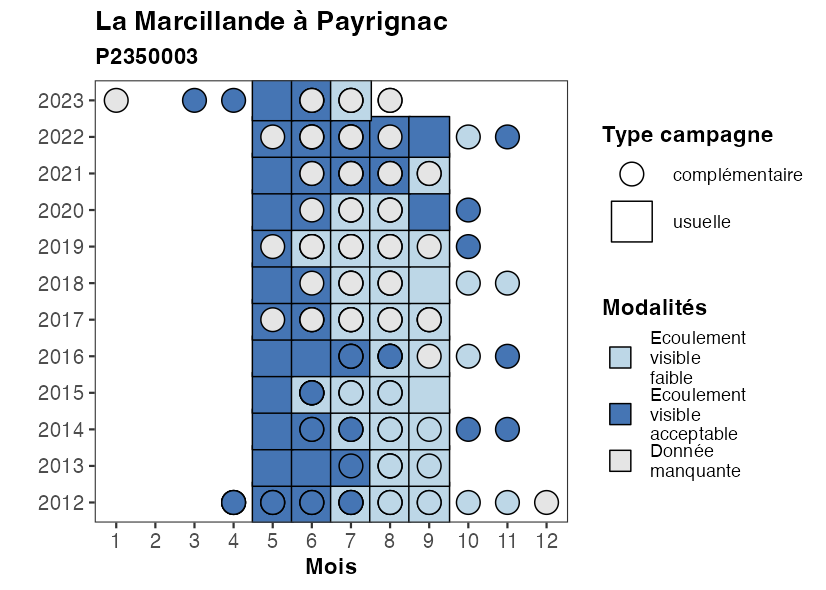 La Marcillande à Payrignac
P2350003
2023
2022
2021
2020
2019
2018
2017
2016
2015
2014
2013
2012
1 2 3 4 5 6 7 8 9 10 11 12
Mois
Type campagne
complémentaire
usuelle
Modalités
Ecoulement
visible
faible
Ecoulement
visible
acceptable
Donnée
manquante